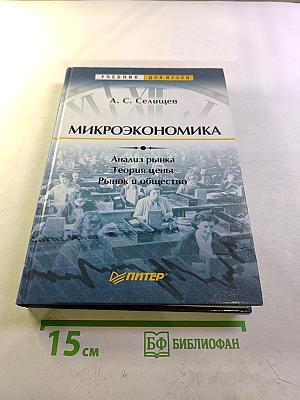 УЧЕБНИК ДЛЯ ВУЗОВ
А. С. Селищев
МИКРОЭКОНОМИКА
Анализ рынка
Теория цены
Рынок и общество
ПИТЕР
15 см
БФ БИБЛИОФАН